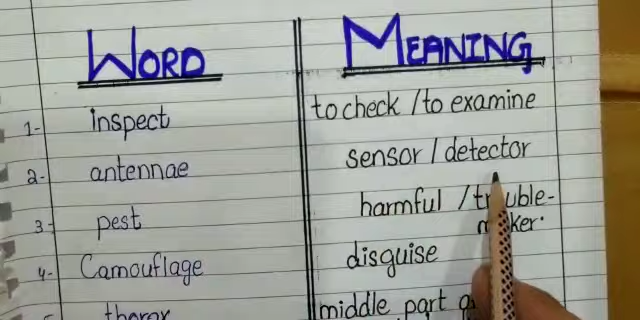 WORD MEANING
1- inspect to check / to examine
2- antennae sensor / detector
3- pest harmful / trouble-
maker.
4- Camouflage disguise
thorax middle part